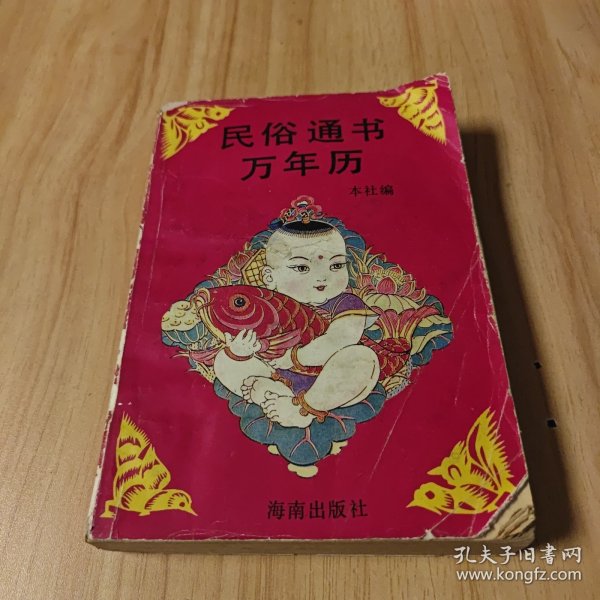 民俗通书
万年历
本社编
海南出版社
孔夫子旧书网
www.kongfz.com